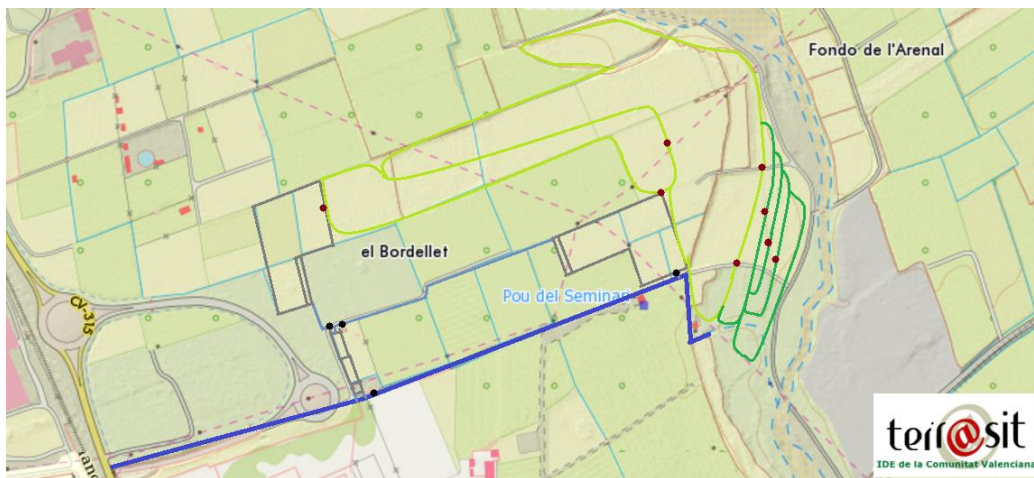 Fondo de l'Arenal
el Bordellet
CV-315
Pou del Seminari
terr@sit
IDE de la Comunitat Valenciana